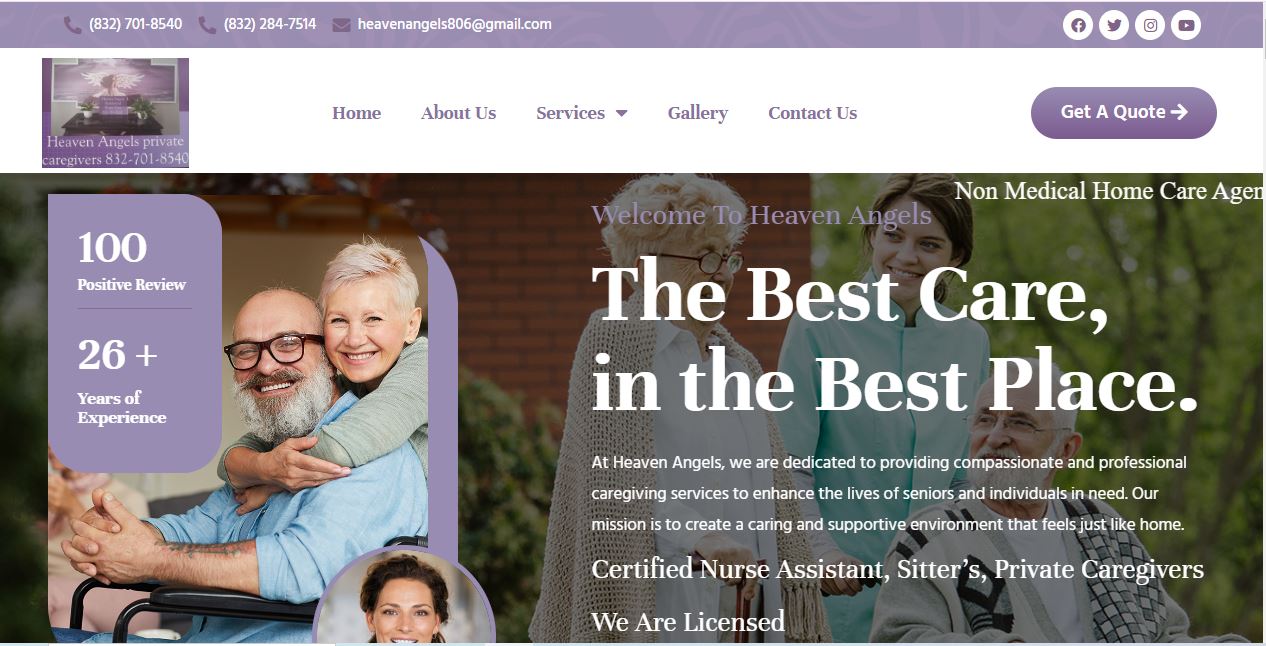 (832) 701-8540 (832) 284-7514 heavenangels806@gmail.com
Heaven Angels private
caregivers 832-701-8540
Home About Us Services Gallery Contact Us
Get A Quote
Non Medical Home Care Agen
100
Positive Review
26 +
Years of
Experience
Welcome To Heaven Angels
The Best Care,
in the Best Place.
At Heaven Angels, we are dedicated to providing compassionate and professional
caregiving services to enhance the lives of seniors and individuals in need. Our
mission is to create a caring and supportive environment that feels just like home.
Certified Nurse Assistant, Sitter’s, Private Caregivers
We Are Licensed